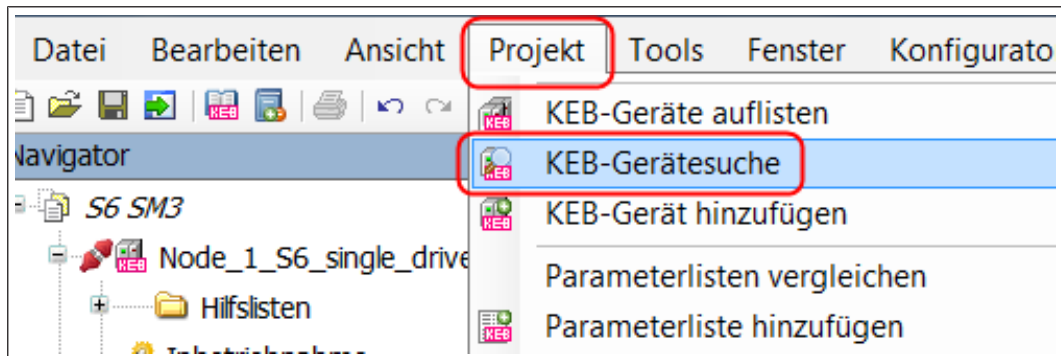 Datei Bearbeiten Ansicht Projekt Tools Fenster Konfigurato
KEB-Geräte auflisten
Navigator
KEB-Gerätesuche
S6 SM3
KEB-Gerät hinzufügen
Node_1_S6_single_drive
Parameterlisten vergleichen
Hilfslisten
Parameterliste hinzufügen
Inbetriebnahme